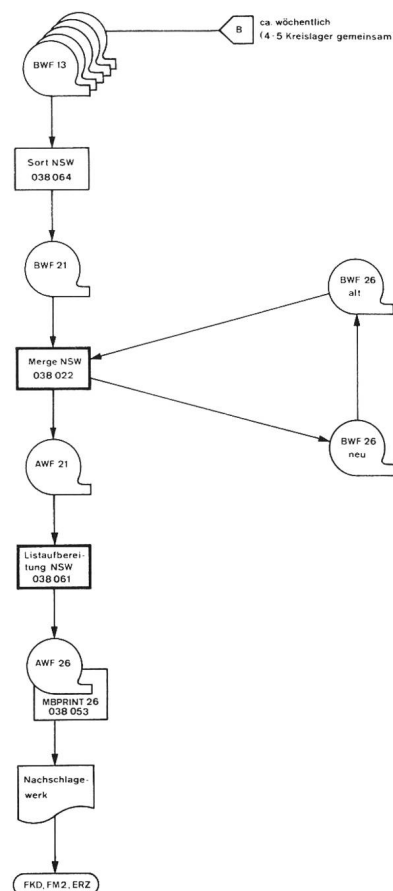 B
ca. wöchentlich
(4-5 Kreislager gemeinsam
BWF 13
Sort NSW
038 064
BWF 21
BWF 26
alt
Merge NSW
038 022
BWF 26
neu
AWF 21
Listaufberei-
tung NSW
038 061
AWF 26
MBPRINT 26
038 053
Nachschlage-
werk
FKD, FM2, ERZ